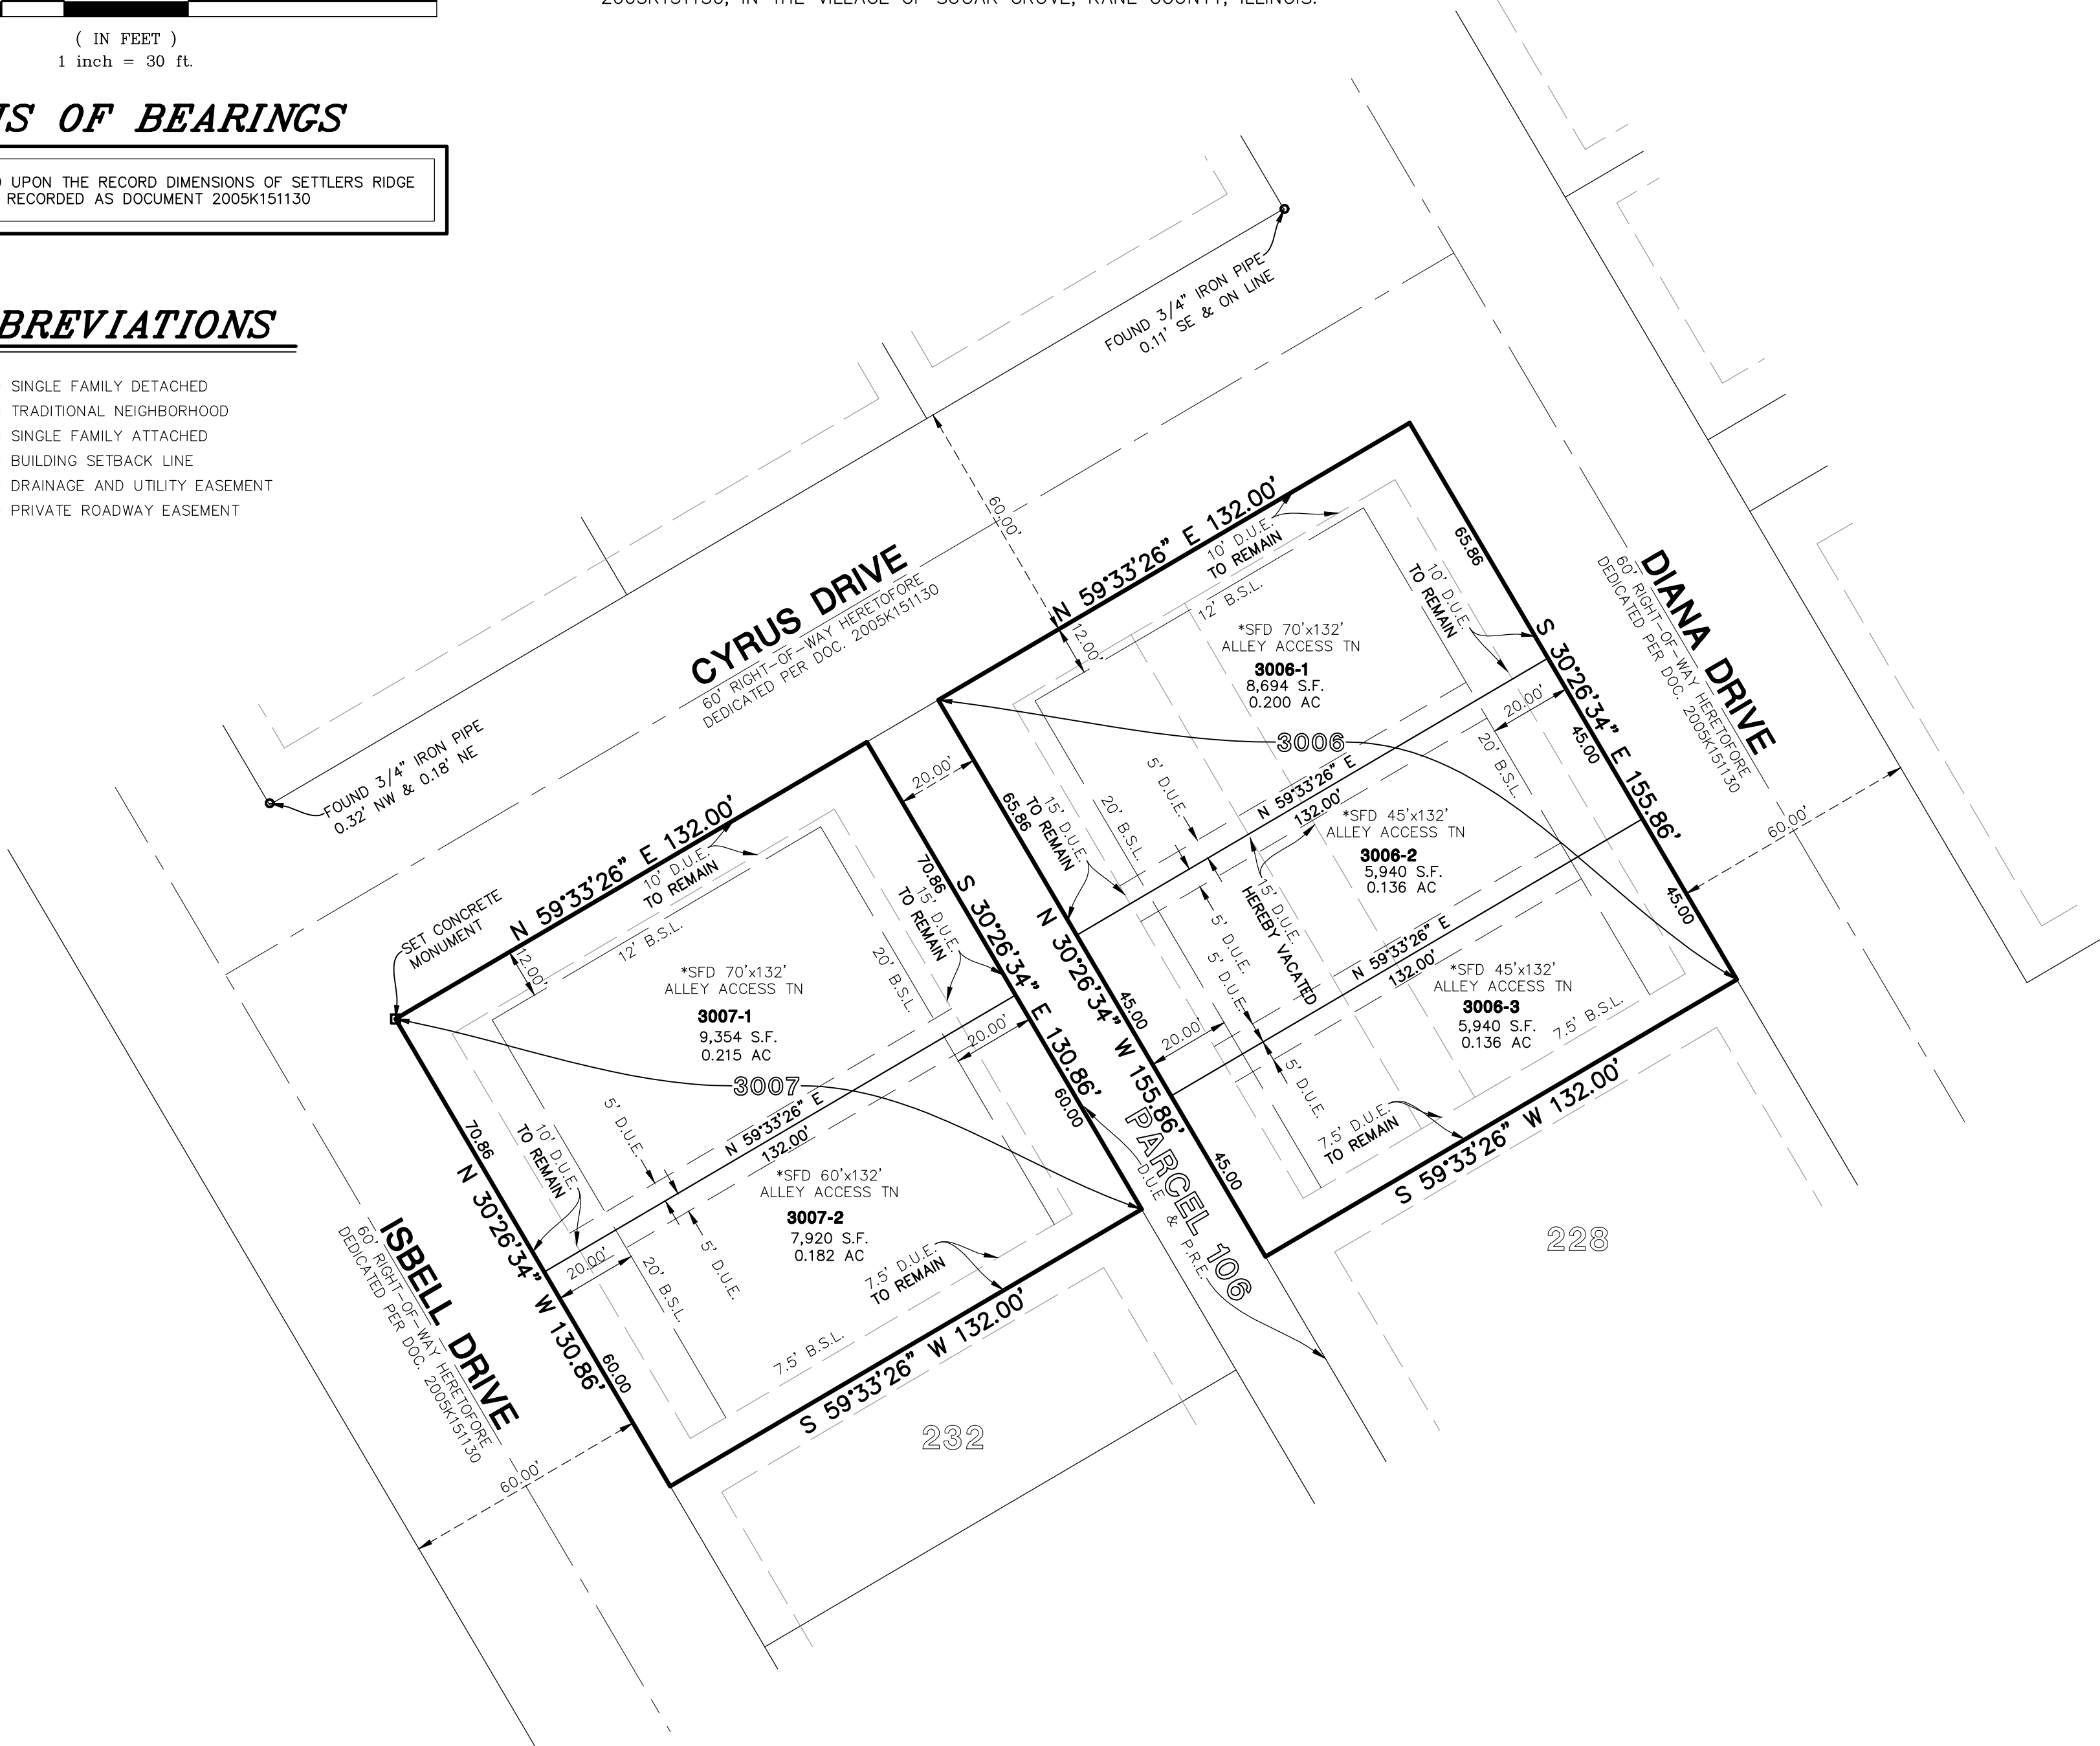 ( IN FEET )
1 inch = 30 ft.
OF BEARINGS
UPON THE RECORD DIMENSIONS OF SETTLERS RIDGE
RECORDED AS DOCUMENT 2005K151130
BREVIATIONS
SINGLE FAMILY DETACHED
TRADITIONAL NEIGHBORHOOD
SINGLE FAMILY ATTACHED
BUILDING SETBACK LINE
DRAINAGE AND UTILITY EASEMENT
PRIVATE ROADWAY EASEMENT
FOUND 3/4" IRON PIPE
0.11' SE & ON LINE
FOUND 3/4" IRON PIPE
0.32' NW & 0.18' NE
SET CONCRETE
MONUMENT
CYRUS DRIVE
60' RIGHT-OF-WAY HERETOFORE
DEDICATED PER DOC. 2005K151130
60.00'
DIANA DRIVE
60' RIGHT-OF-WAY HERETOFORE
DEDICATED PER DOC. 2005K151130
60.00'
ISBELL DRIVE
60' RIGHT-OF-WAY HERETOFORE
DEDICATED PER DOC. 2005K151130
60.00'
N 59°33'26" E 132.00'
10' D.U.E.
TO REMAIN
12' B.S.L.
12.00'
65.86
10' D.U.E.
TO REMAIN
*SFD 70'x132'
ALLEY ACCESS TN
3006-1
8,694 S.F.
0.200 AC
3006
S 30°26'34" E 155.86'
20.00'
20' B.S.L.
45.00
45.00
5' D.U.E.
N 59°33'26" E
132.00'
*SFD 45'x132'
ALLEY ACCESS TN
3006-2
5,940 S.F.
0.136 AC
65.86
15' D.U.E.
TO REMAIN
20' B.S.L.
15' D.U.E.
HEREBY VACATED
5' D.U.E.
5' D.U.E.
N 59°33'26" E
132.00'
*SFD 45'x132'
ALLEY ACCESS TN
3006-3
5,940 S.F.
0.136 AC
7.5' B.S.L.
20.00'
5' D.U.E.
7.5' D.U.E.
TO REMAIN
S 59°33'26" W 132.00'
N 30°26'34" W 155.86'
45.00
45.00
20.00'
PARCEL 106
D.U.E. & P.R.E.
N 59°33'26" E 132.00'
10' D.U.E.
TO REMAIN
12' B.S.L.
12.00'
70.86
15' D.U.E.
TO REMAIN
20' B.S.L.
S 30°26'34" E 130.86'
*SFD 70'x132'
ALLEY ACCESS TN
3007-1
9,354 S.F.
0.215 AC
3007
20.00'
60.00
5' D.U.E.
N 59°33'26" E
132.00'
*SFD 60'x132'
ALLEY ACCESS TN
3007-2
7,920 S.F.
0.182 AC
70.86
10' D.U.E.
TO REMAIN
N 30°26'34" W 130.86'
20.00'
20' B.S.L.
5' D.U.E.
60.00
7.5' D.U.E.
TO REMAIN
7.5' B.S.L.
S 59°33'26" W 132.00'
232
228